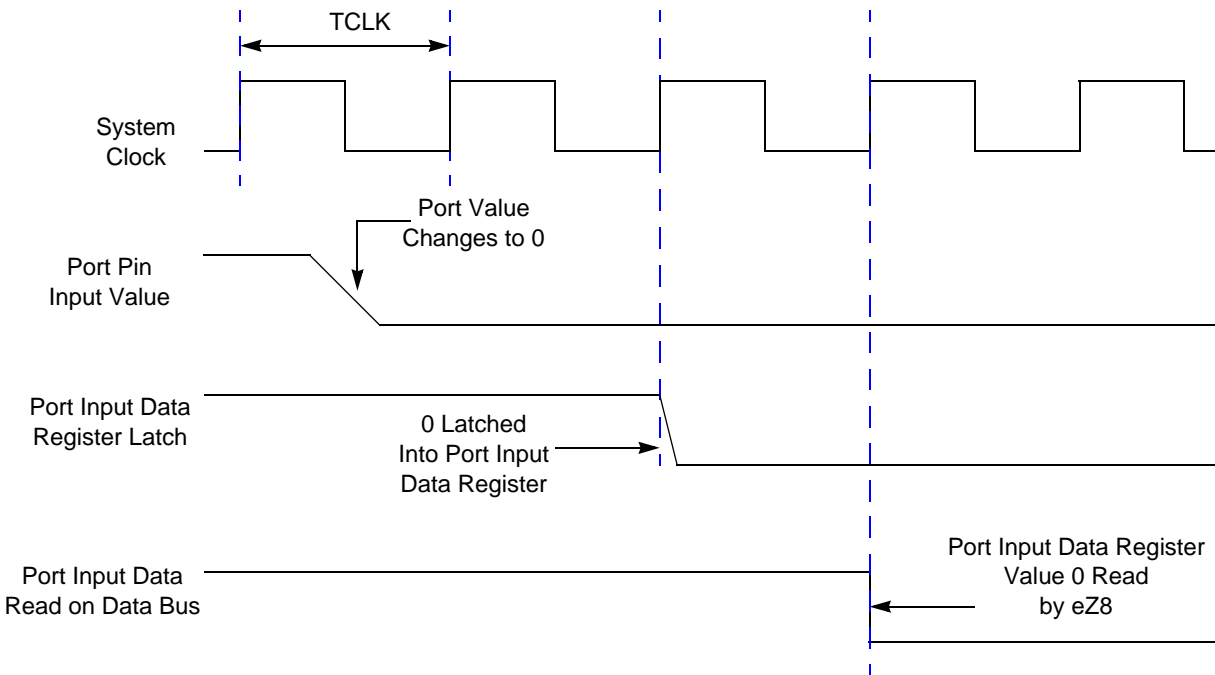 TCLK
System
Clock
Port Value
Changes to 0
Port Pin
Input Value
Port Input Data
Register Latch
0 Latched
Into Port Input
Data Register
Port Input Data
Read on Data Bus
Port Input Data Register
Value 0 Read
by eZ8